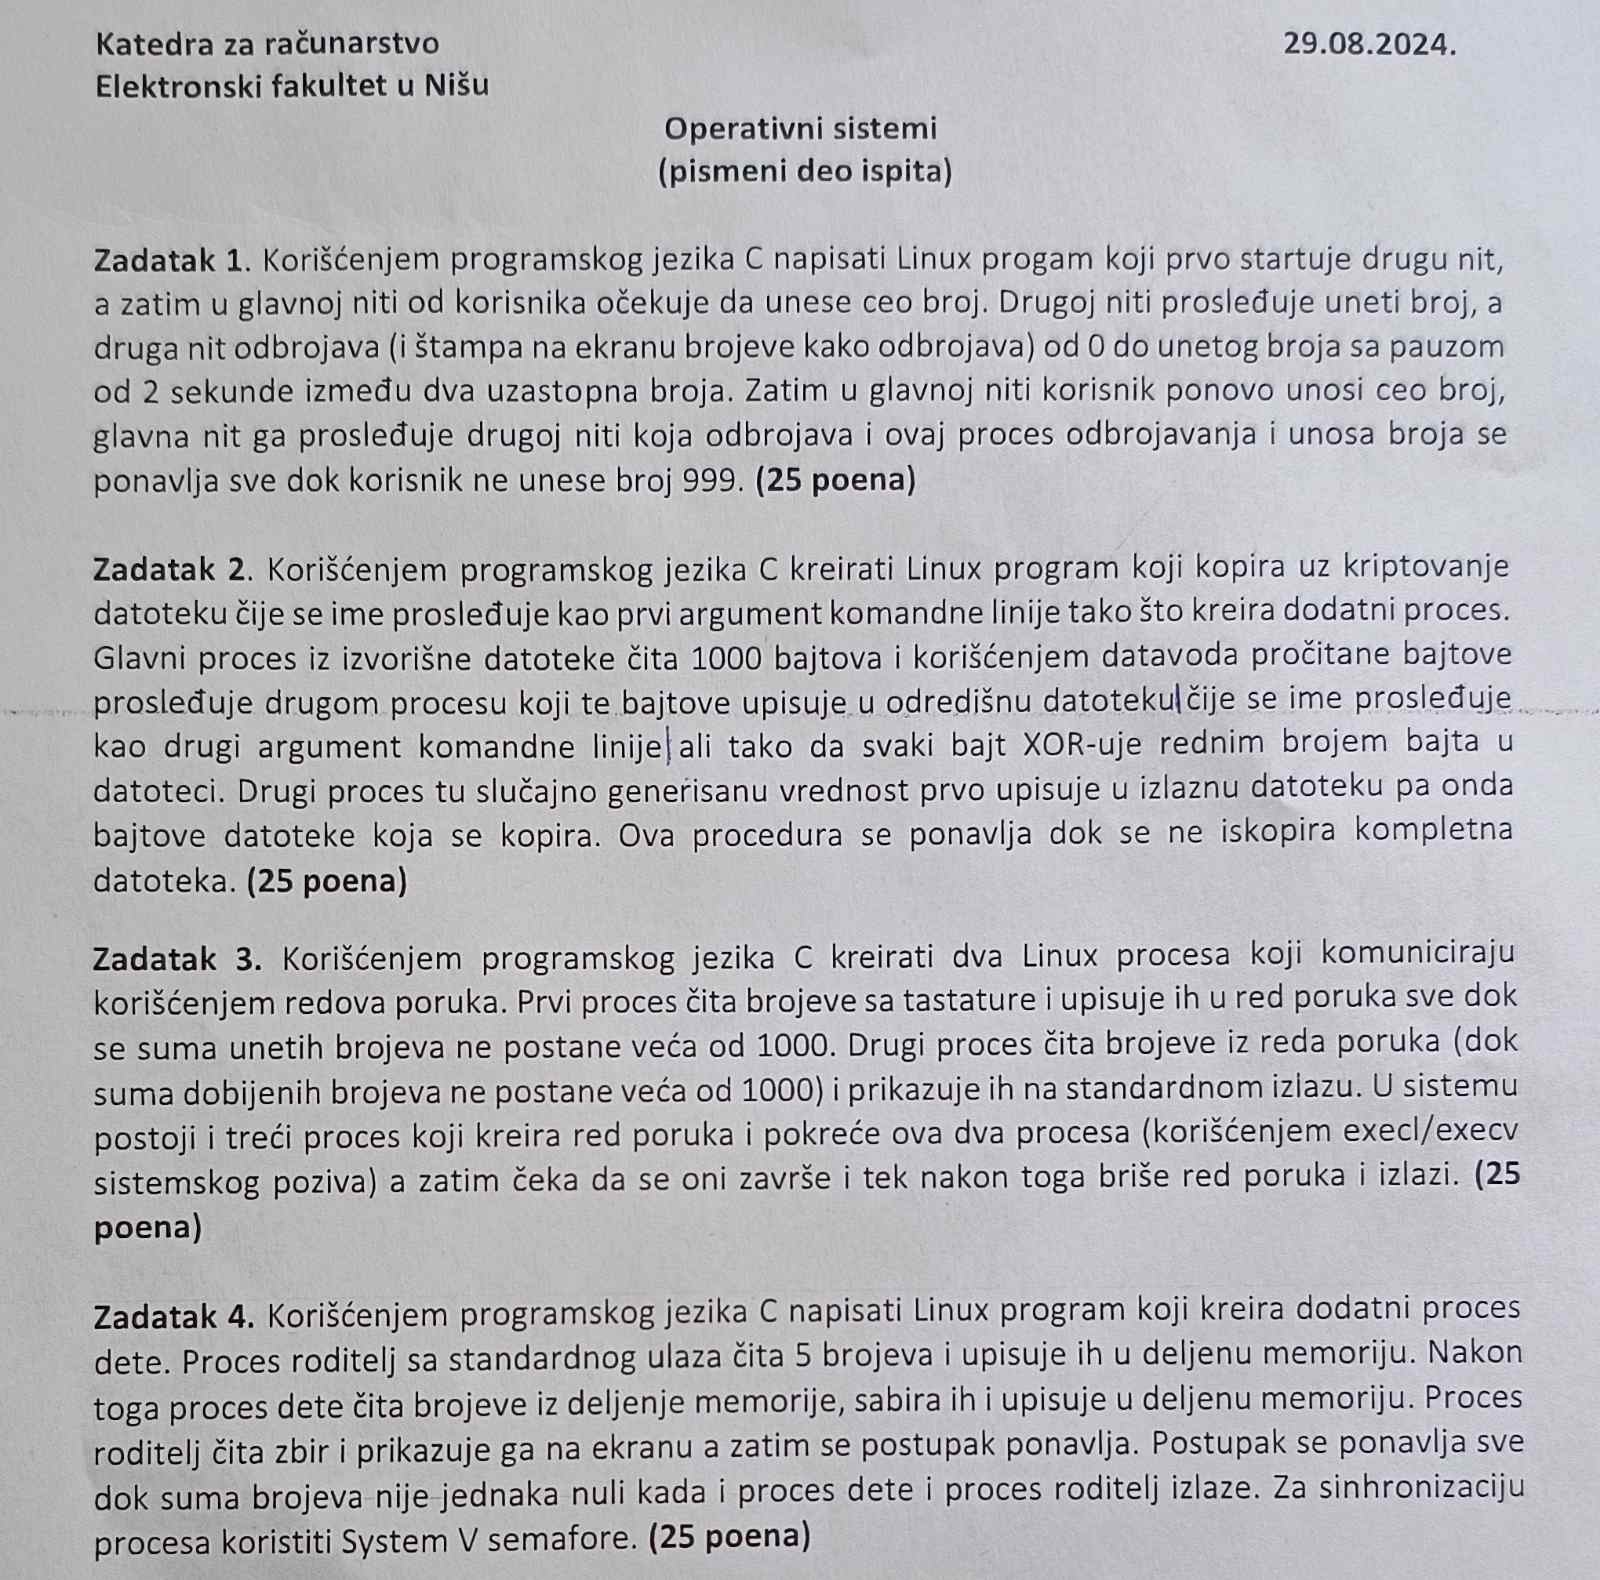 Katedra za računarstvo 29.08.2024.
Elektronski fakultet u Nišu
Operativni sistemi
(pismeni deo ispita)
Zadatak 1. Korišćenjem programskog jezika C napisati Linux progam koji prvo startuje drugu nit,
a zatim u glavnoj niti od korisnika očekuje da unese ceo broj. Drugoj niti prosleđuje uneti broj, a
druga nit odbrojava (i štampa na ekranu brojeve kako odbrojava) od 0 do unetog broja sa pauzom
od 2 sekunde između dva uzastopna broja. Zatim u glavnoj niti korisnik ponovo unosi ceo broj,
glavna nit ga prosleđuje drugoj niti koja odbrojava i ovaj proces odbrojavanja i unosa broja se
ponavlja sve dok korisnik ne unese broj 999. (25 poena)
Zadatak 2. Korišćenjem programskog jezika C kreirati Linux program koji kopira uz kriptovanje
datoteku čije se ime prosleđuje kao prvi argument komandne linije tako što kreira dodatni proces.
Glavni proces iz izvorišne datoteke čita 1000 bajtova i korišćenjem datavoda pročitane bajtove
prosleđuje drugom procesu koji te bajtove upisuje u odredišnu datoteku čije se ime prosleđuje
kao drugi argument komandne linije ali tako da svaki bajt XOR-uje rednim brojem bajta u
datoteci. Drugi proces tu slučajno generisanu vrednost prvo upisuje u izlaznu datoteku pa onda
bajtove datoteke koja se kopira. Ova procedura se ponavlja dok se ne iskopira kompletna
datoteka. (25 poena)
Zadatak 3. Korišćenjem programskog jezika C kreirati dva Linux procesa koji komuniciraju
korišćenjem redova poruka. Prvi proces čita brojeve sa tastature i upisuje ih u red poruka sve dok
se suma unetih brojeva ne postane veća od 1000. Drugi proces čita brojeve iz reda poruka (dok
suma dobijenih brojeva ne postane veća od 1000) i prikazuje ih na standardnom izlazu. U sistemu
postoji i treći proces koji kreira red poruka i pokreće ova dva procesa (korišćenjem execl/execv
sistemskog poziva) a zatim čeka da se oni završe i tek nakon toga briše red poruka i izlazi. (25
poena)
Zadatak 4. Korišćenjem programskog jezika C napisati Linux program koji kreira dodatni proces
dete. Proces roditelj sa standardnog ulaza čita 5 brojeva i upisuje ih u deljenu memoriju. Nakon
toga proces dete čita brojeve iz deljenje memorije, sabira ih i upisuje u deljenu memoriju. Proces
roditelj čita zbir i prikazuje ga na ekranu a zatim se postupak ponavlja. Postupak se ponavlja sve
dok suma brojeva nije jednaka nuli kada i proces dete i proces roditelj izlaze. Za sinhronizaciju
procesa koristiti System V semafore. (25 poena)